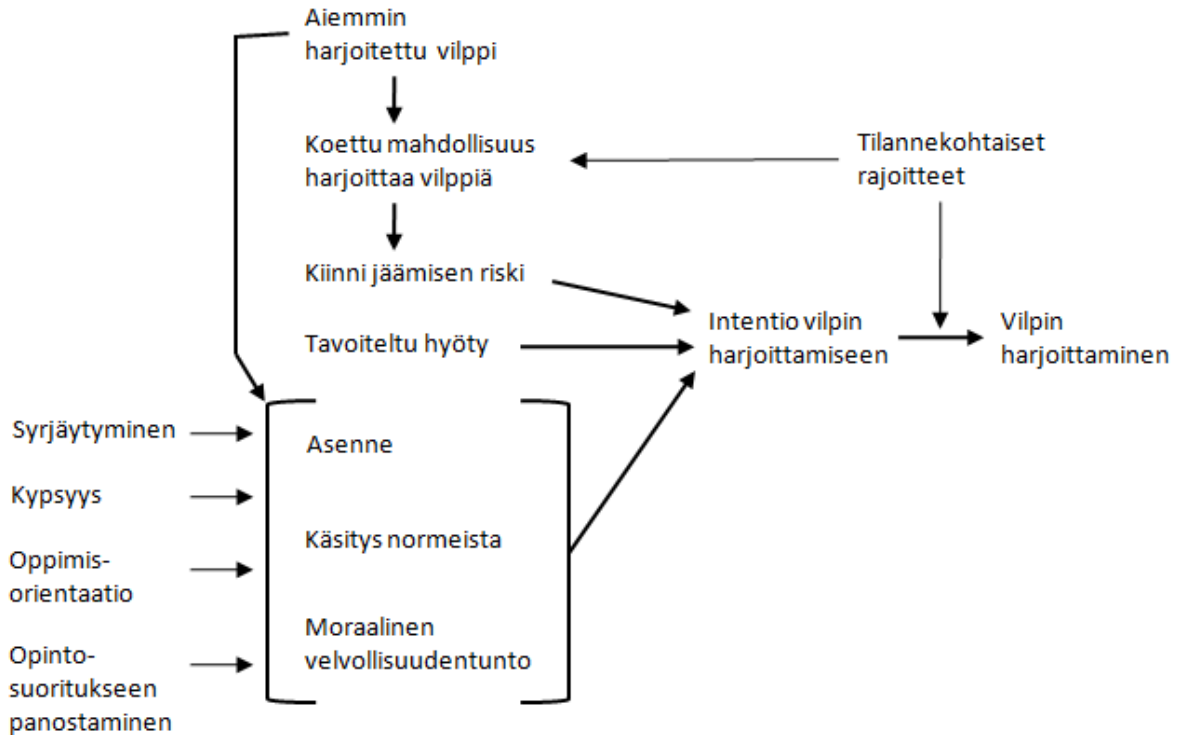 Aiemmin
harjoitettu vilppi
Koettu mahdollisuus
harjoittaa vilppiä
Tilannekohtaiset
rajoitteet
Kiinni jäämisen riski
Tavoiteltu hyöty
Intentio vilpin
harjoittamiseen
Vilpin
harjoittaminen
Syrjäytyminen
Kypsyys
Oppimis-
orientaatio
Opinto-
suoritukseen
panostaminen
Asenne
Käsitys normeista
Moraalinen
velvollisuudentunto